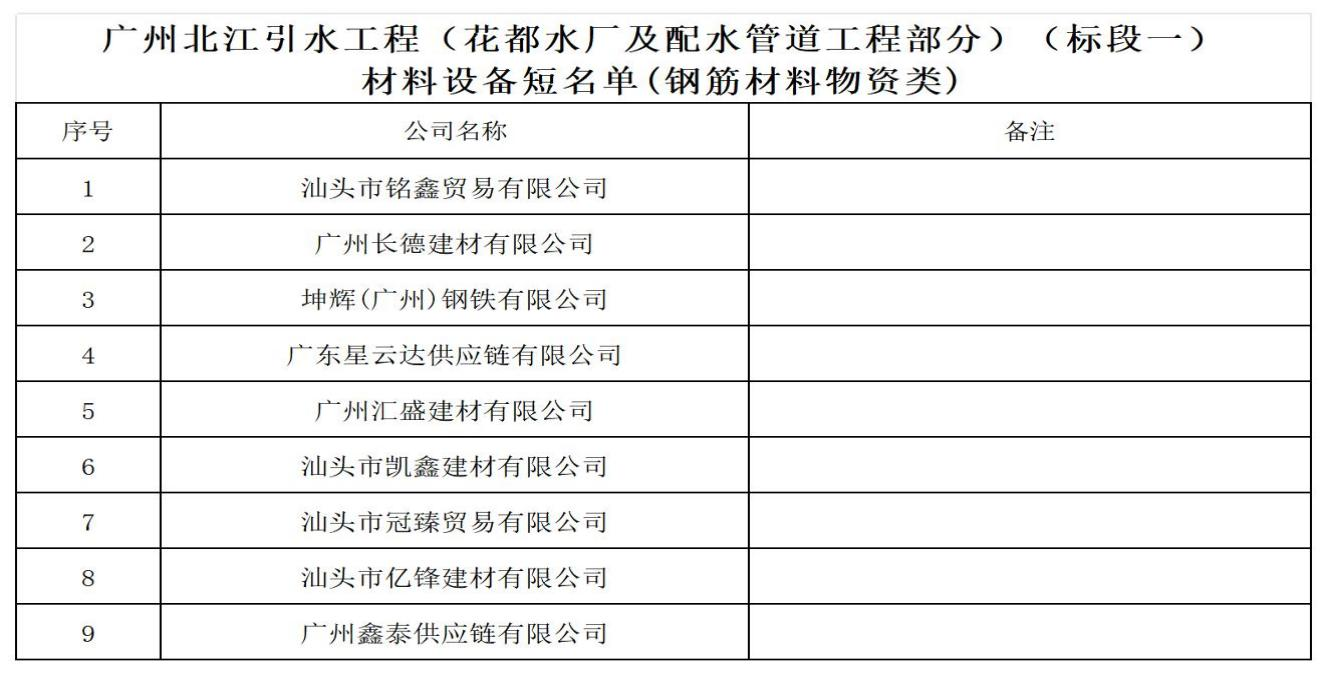 广州北江引水工程（花都水厂及配水管道工程部分）（标段一）
材料设备短名单(钢筋材料物资类)
序号 公司名称 备注
1 汕头市铭鑫贸易有限公司
2 广州长德建材有限公司
3 坤辉(广州)钢铁有限公司
4 广东星云达供应链有限公司
5 广州汇盛建材有限公司
6 汕头市凯鑫建材有限公司
7 汕头市冠臻贸易有限公司
8 汕头市亿锋建材有限公司
9 广州鑫泰供应链有限公司